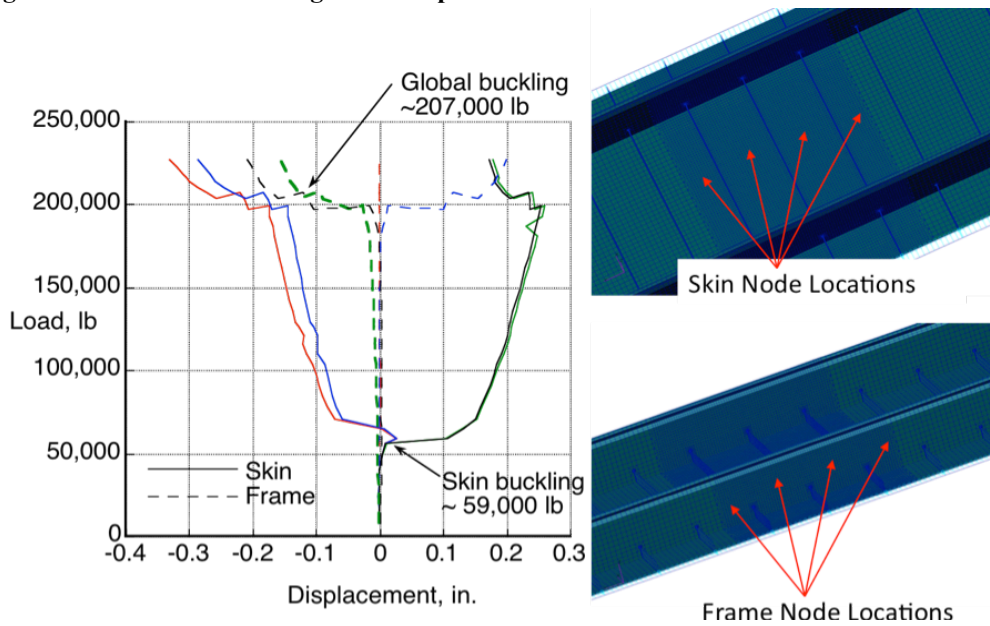 Global buckling
~207,000 lb
250,000
200,000
150,000
Load, lb
100,000
50,000
0
Skin
Frame
Skin buckling
~ 59,000 lb
-0.4 -0.3 -0.2 -0.1 0 0.1 0.2 0.3
Displacement, in.
Skin Node Locations
Frame Node Locations